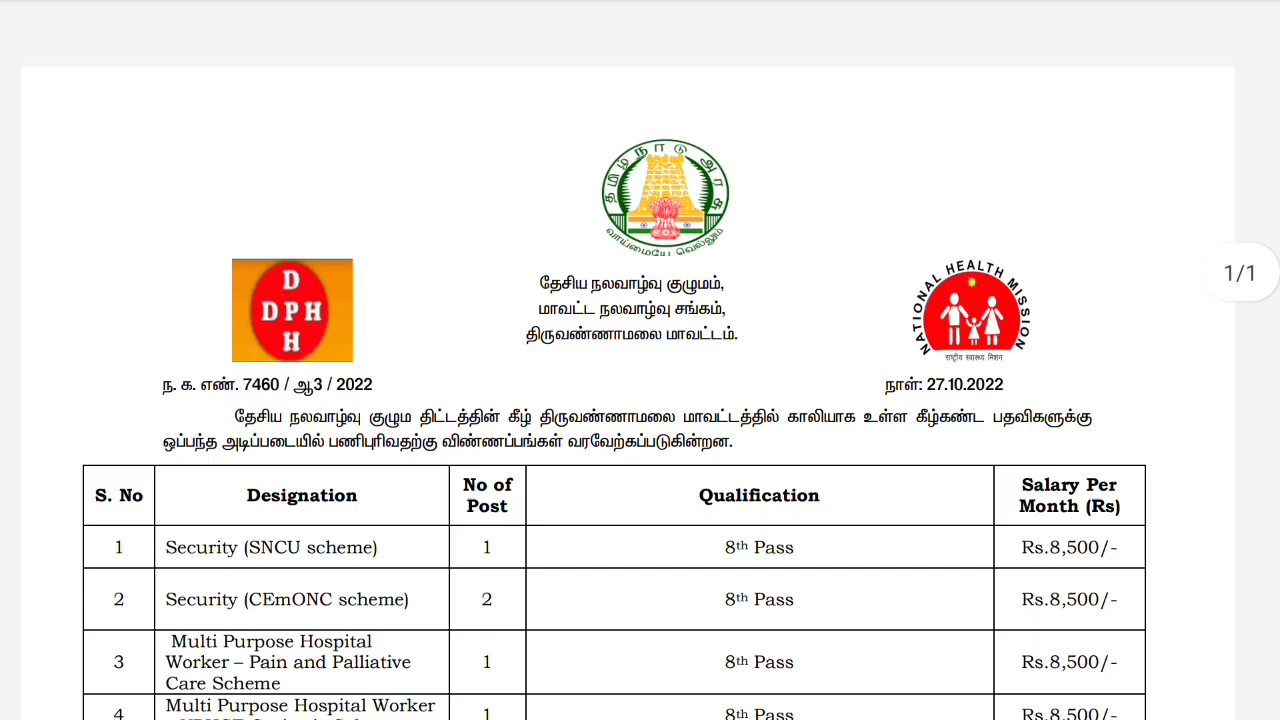 தமிழ்நாடு அரசு
வாய்மையே வெல்லும்
D
DPH
H
தேசிய நலவாழ்வு குழுமம்,
மாவட்ட நலவாழ்வு சங்கம்,
திருவண்ணாமலை மாவட்டம்.
NATIONAL HEALTH MISSION
राष्ट्रीय स्वास्थ्य मिशन
1/1
ந. க. எண். 7460 / ஆ3 / 2022
நாள்: 27.10.2022
தேசிய நலவாழ்வு குழும திட்டத்தின் கீழ் திருவண்ணாமலை மாவட்டத்தில் காலியாக உள்ள கீழ்கண்ட பதவிகளுக்கு
ஒப்பந்த அடிப்படையில் பணிபுரிவதற்கு விண்ணப்பங்கள் வரவேற்கப்படுகின்றன.
S. No Designation No of Post Qualification Salary Per Month (Rs)
1 Security (SNCU scheme) 1 8th Pass Rs.8,500/-
2 Security (CEmONC scheme) 2 8th Pass Rs.8,500/-
3 Multi Purpose Hospital Worker – Pain and Palliative Care Scheme 1 8th Pass Rs.8,500/-
4 Multi Purpose Hospital Worker 1 8th Pass Rs.8,500/-